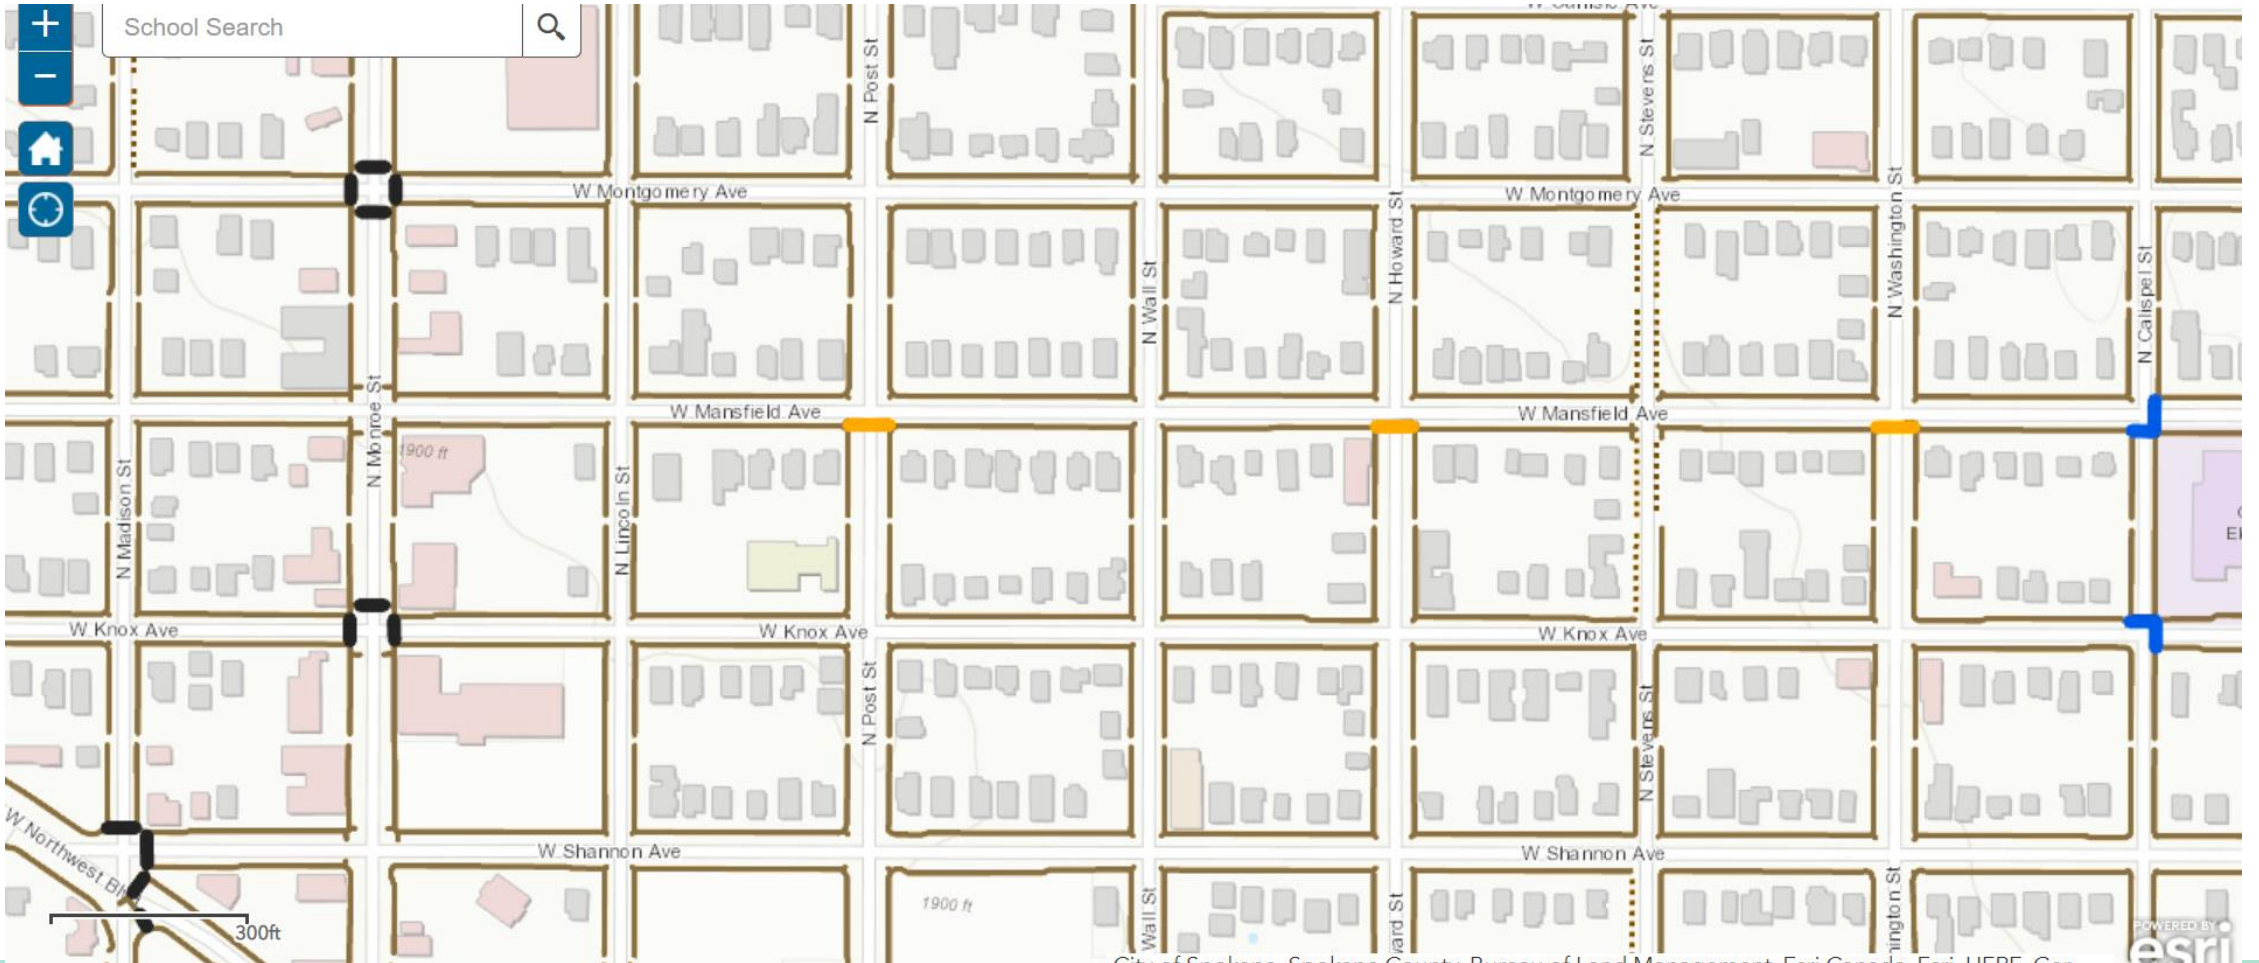 +
School Search
−
W Carlisle Ave
N Post St
N Stevens St
W Montgomery Ave
W Montgomery Ave
N Wall St
N Howard St
N Washington St
N Calispel St
W Mansfield Ave
W Mansfield Ave
N Monroe St
1900 ft
N Madison St
N Lincoln St
W Knox Ave
W Knox Ave
W Knox Ave
N Post St
N Stevens St
W Northwest Bl
W Shannon Ave
W Shannon Ave
1900 ft
Wall St
ward St
hington St
300ft
POWERED BY
esri